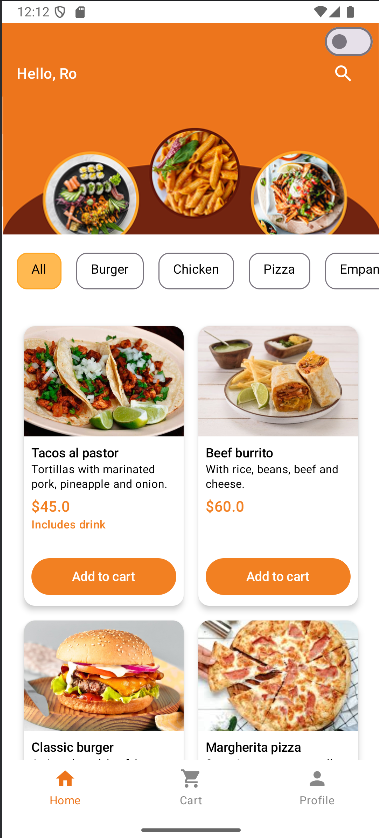 12:12
Hello, Ro
All
Burger
Chicken
Pizza
Empan
Tacos al pastor
Tortillas with marinated
pork, pineapple and onion.
$45.0
Includes drink
Add to cart
Beef burrito
With rice, beans, beef and
cheese.
$60.0
Add to cart
Classic burger
Margherita pizza
Home
Cart
Profile